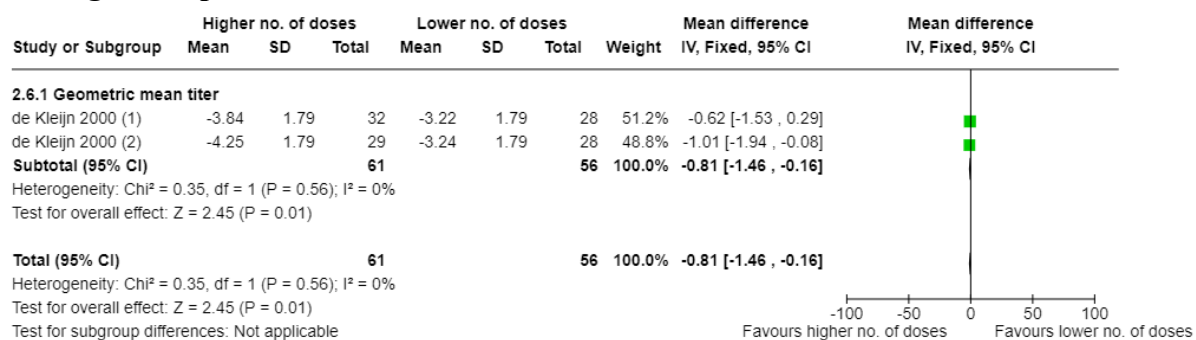 Higher no. of doses Lower no. of doses Mean difference Mean difference
Study or Subgroup Mean SD Total Mean SD Total Weight IV, Fixed, 95% CI IV, Fixed, 95% CI
2.6.1 Geometric mean titer
de Kleijn 2000 (1) -3.84 1.79 32 -3.22 1.79 28 51.2% -0.62 [-1.53 , 0.29]
de Kleijn 2000 (2) -4.25 1.79 29 -3.24 1.79 28 48.8% -1.01 [-1.94 , -0.08]
Subtotal (95% CI) 61 56 100.0% -0.81 [-1.46 , -0.16]
Heterogeneity: Chi² = 0.35, df = 1 (P = 0.56); I² = 0%
Test for overall effect: Z = 2.45 (P = 0.01)
Total (95% CI) 61 56 100.0% -0.81 [-1.46 , -0.16]
Heterogeneity: Chi² = 0.35, df = 1 (P = 0.56); I² = 0%
Test for overall effect: Z = 2.45 (P = 0.01)
-100 -50 0 50 100
Test for subgroup differences: Not applicable Favours higher no. of doses Favours lower no. of doses